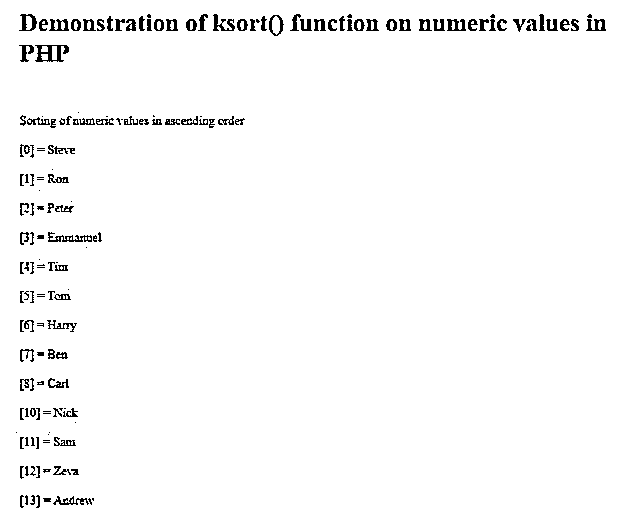 Demonstration of ksort() function on numeric values in
PHP
Sorting of numeric values in ascending order
[0] = Steve
[1] = Ron
[2] = Peter
[3] = Emmanuel
[4] = Tim
[5] = Tom
[6] = Harry
[7] = Ben
[8] = Carl
[10] = Nick
[11] = Sam
[12] = Zeva
[13] = Andrew